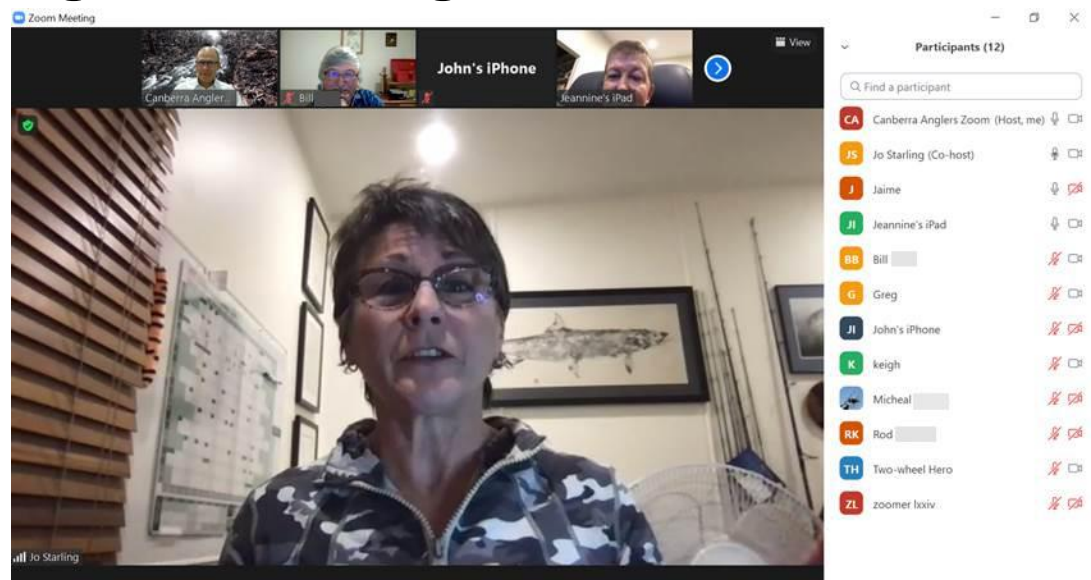 Zoom Meeting
View
Canberra Angler...
Bill
John's iPhone
Jeannine's iPad
Jo Starling
Participants (12)
Find a participant
CA Canberra Anglers Zoom (Host, me)
JS Jo Starling (Co-host)
J Jaime
JI Jeannine's iPad
BB Bill
G Greg
JI John's iPhone
K keigh
Micheal
RK Rod
TH Two-wheel Hero
ZL zoomer lxxiv